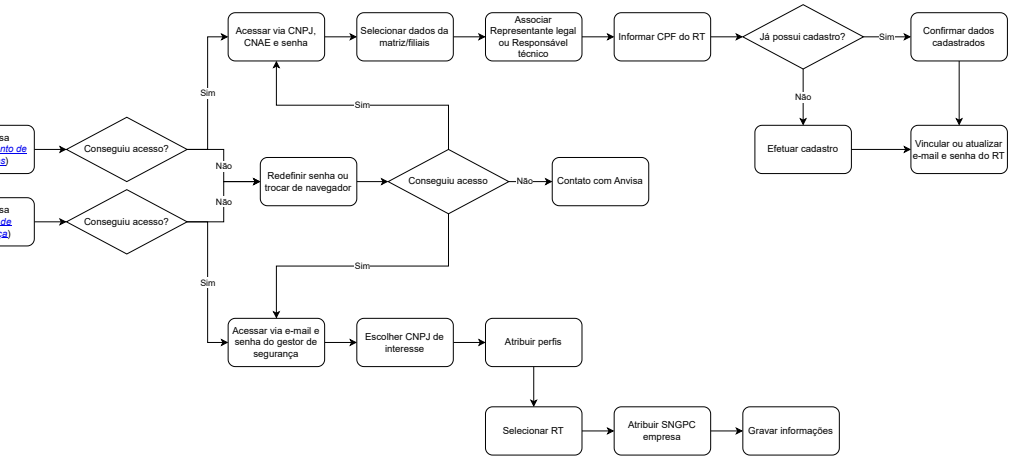 Acessar via CNPJ,
CNAE e senha
Selecionar dados da
matriz/filiais
Associar
Representante legal
ou Responsável
técnico
Informar CPF do RT
Já possui cadastro?
Sim
Confirmar dados
cadastrados
Sim
Sim
Não
nto de
s)
Conseguiu acesso?
Não
Efetuar cadastro
Vincular ou atualizar
e-mail e senha do RT
Redefinir senha ou
trocar de navegador
Conseguiu acesso
Não
Contato com Anvisa
Não
de
ça)
Conseguiu acesso?
Sim
Sim
Acessar via e-mail e
senha do gestor de
segurança
Escolher CNPJ de
interesse
Atribuir perfis
Selecionar RT
Atribuir SNGPC
empresa
Gravar informações